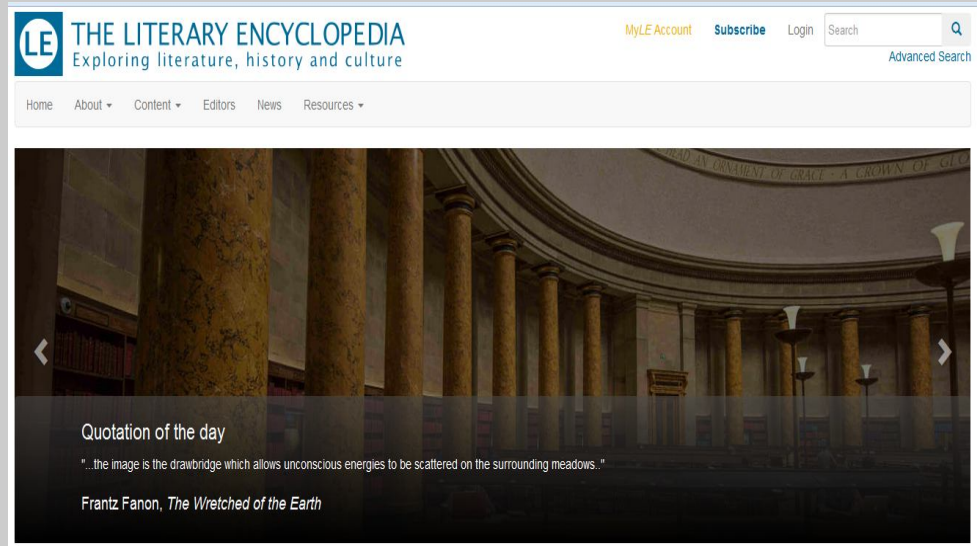 LE THE LITERARY ENCYCLOPEDIA
Exploring literature, history and culture
MyLE Account Subscribe Login Search
Advanced Search
Home About Content Editors News Resources
DEAD AN ORNAMENT OF GRACE · A CROWN OF GLO
Quotation of the day
"...the image is the drawbridge which allows unconscious energies to be scattered on the surrounding meadows.."
Frantz Fanon, The Wretched of the Earth